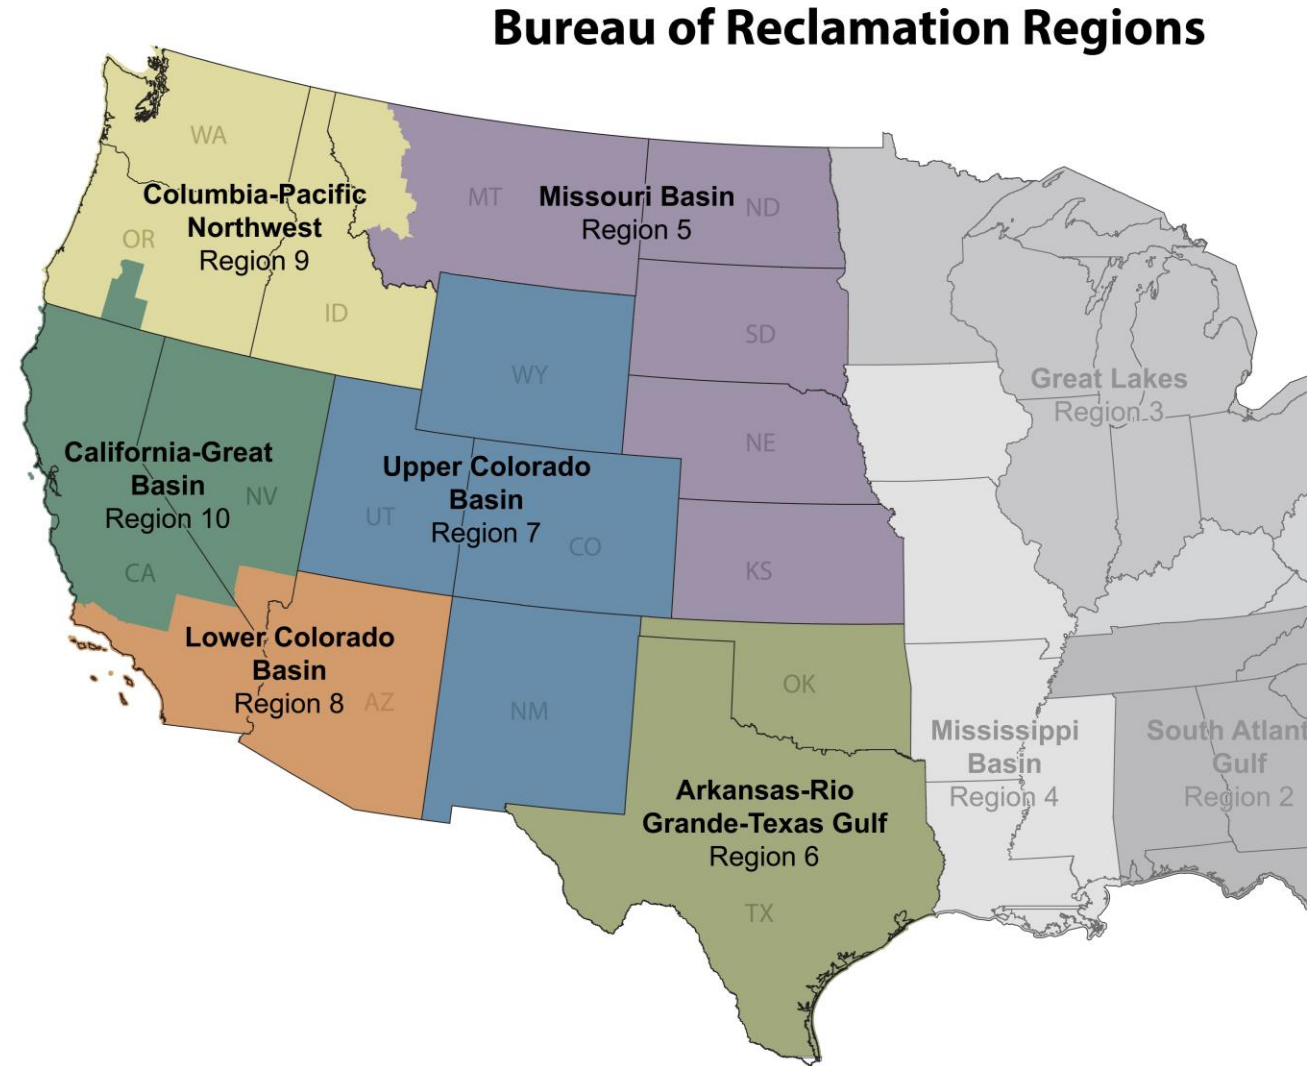 Bureau of Reclamation Regions
WA
Columbia-Pacific
Northwest
Region 9
OR
ID
MT
Missouri Basin
Region 5
ND
SD
WY
NE
KS
Great Lakes
Region 3
California-Great
Basin
Region 10
NV
CA
Upper Colorado
Basin
Region 7
UT
CO
Lower Colorado
Basin
Region 8
AZ
NM
OK
Arkansas-Rio
Grande-Texas Gulf
Region 6
TX
Mississippi
Basin
Region 4
South Atlant
Gulf
Region 2